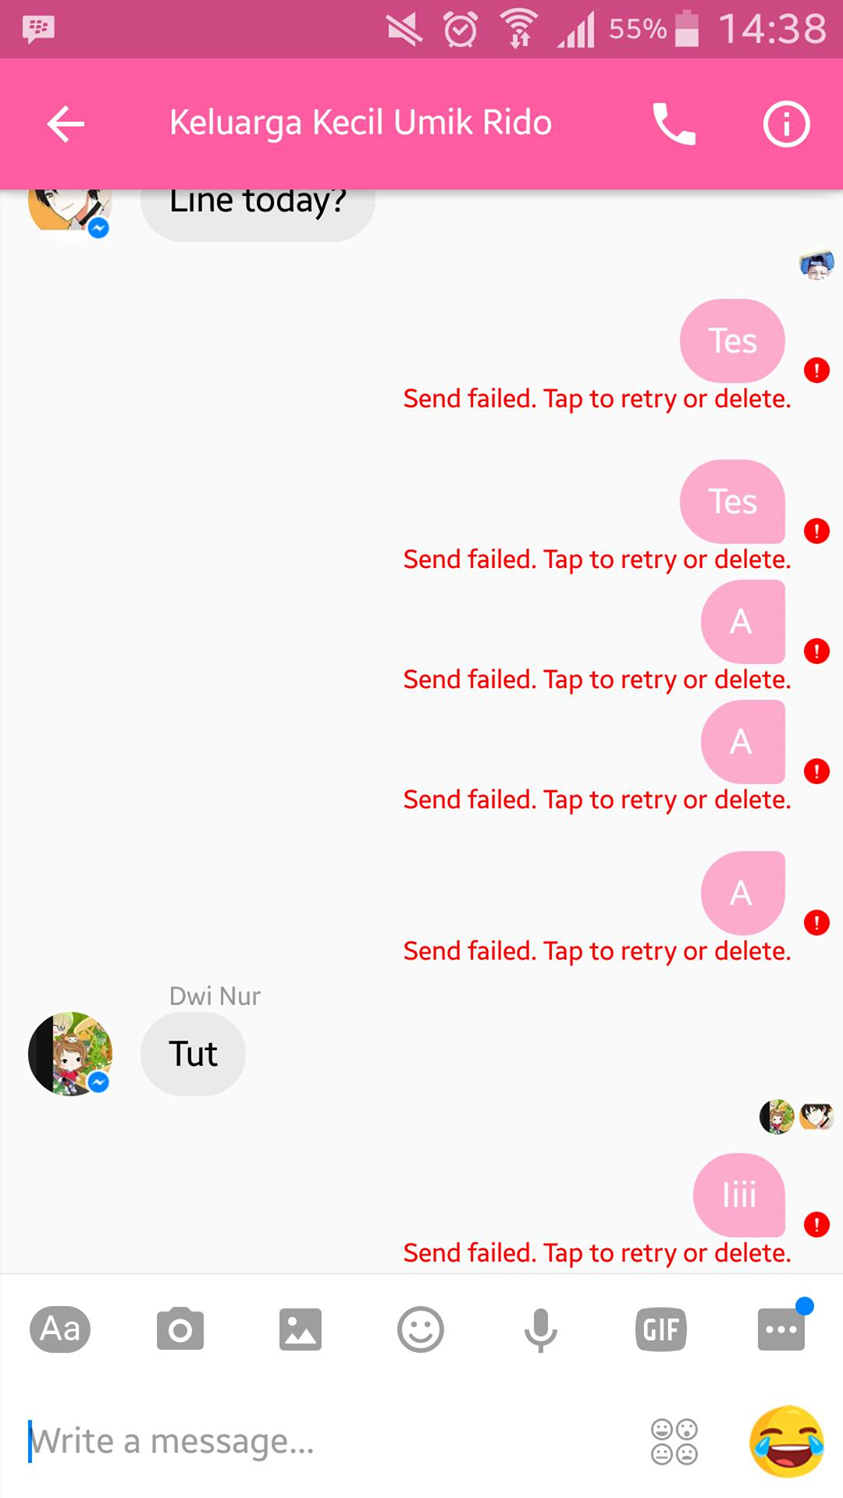 55% 14:38
Keluarga Kecil Umik Rido
Line today?
Tes
Send failed. Tap to retry or delete.
Tes
Send failed. Tap to retry or delete.
A
Send failed. Tap to retry or delete.
A
Send failed. Tap to retry or delete.
A
Send failed. Tap to retry or delete.
Dwi Nur
Tut
Iiii
Send failed. Tap to retry or delete.
Aa GIF
Write a message...